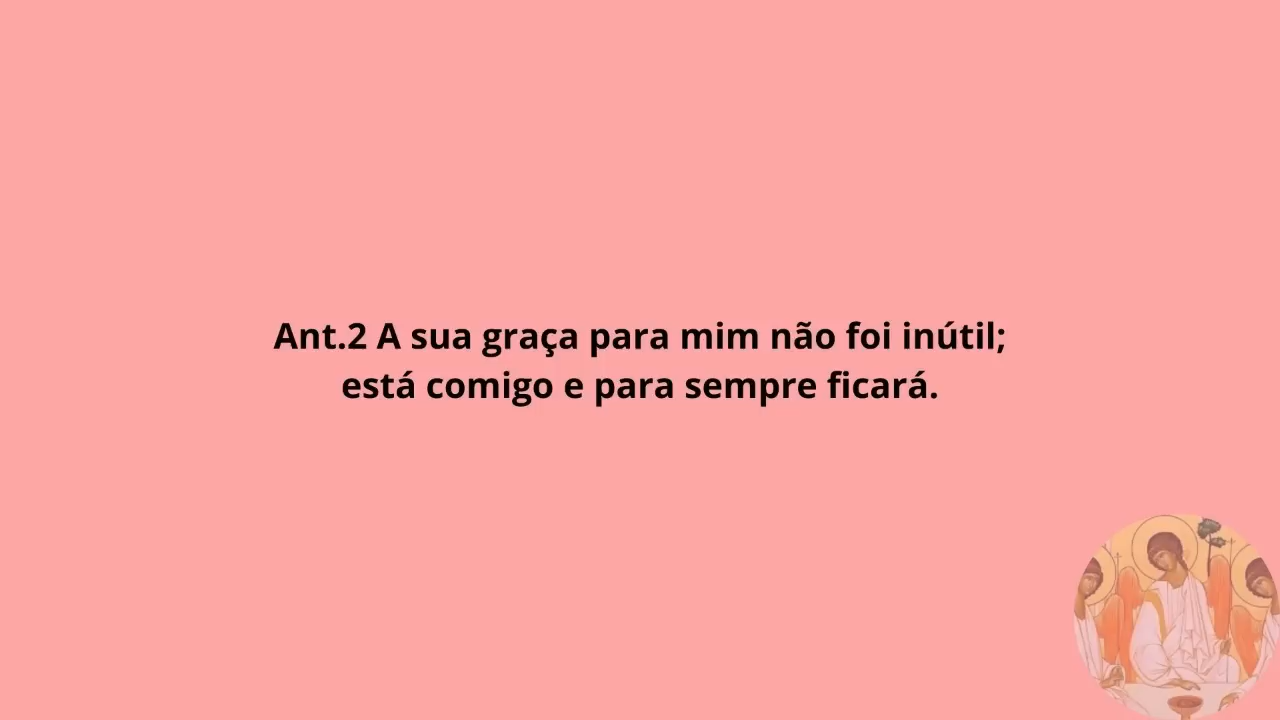 Ant.2 A sua graça para mim não foi inútil;
está comigo e para sempre ficará.